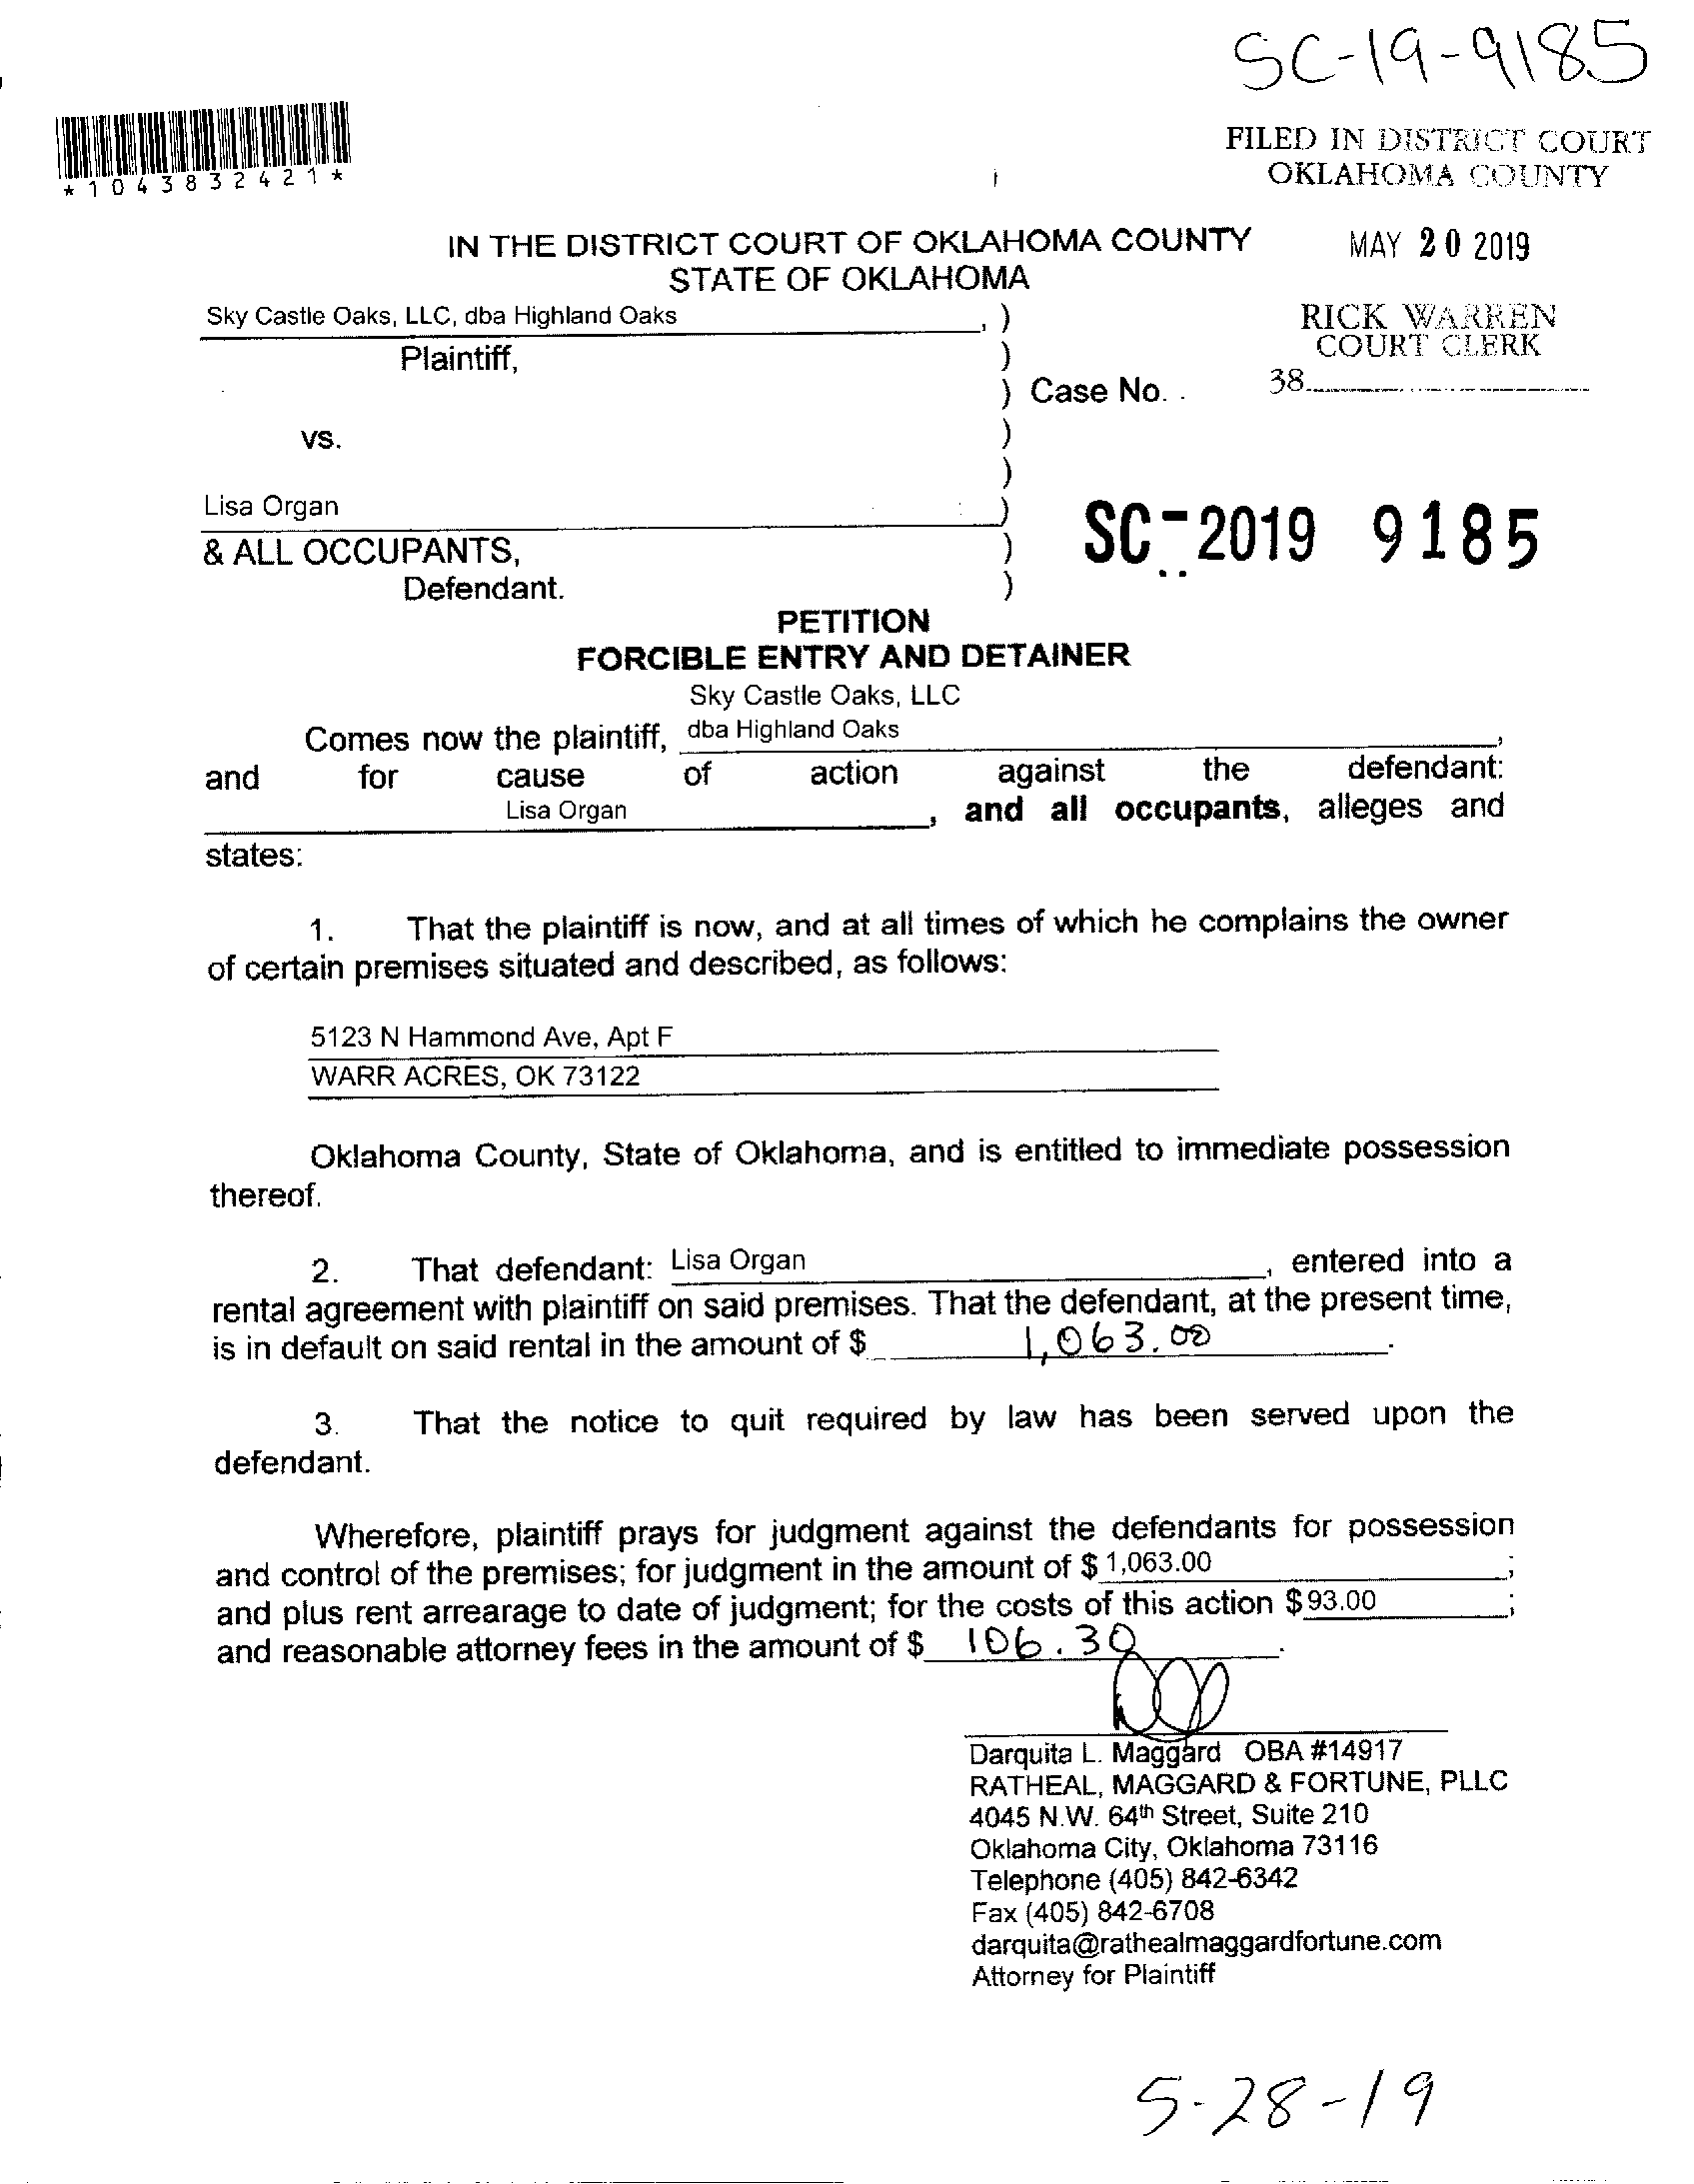 SC-19-9185
FILED IN DISTRICT COURT
OKLAHOMA COUNTY
*1043832421*
MAY 20 2019
IN THE DISTRICT COURT OF OKLAHOMA COUNTY
STATE OF OKLAHOMA
RICK WARREN
COURT CLERK
38
Sky Castle Oaks, LLC, dba Highland Oaks , )
Plaintiff, )
) Case No.
vs. )
)
Lisa Organ )
SC-2019 9185
& ALL OCCUPANTS, )
Defendant. )
PETITION
FORCIBLE ENTRY AND DETAINER
Sky Castle Oaks, LLC
Comes now the plaintiff, dba Highland Oaks ,
and for cause of action against the defendant:
Lisa Organ , and all occupants, alleges and
states:
1. That the plaintiff is now, and at all times of which he complains the owner
of certain premises situated and described, as follows:
5123 N Hammond Ave, Apt F
WARR ACRES, OK 73122
Oklahoma County, State of Oklahoma, and is entitled to immediate possession
thereof.
2. That defendant: Lisa Organ , entered into a
rental agreement with plaintiff on said premises. That the defendant, at the present time,
is in default on said rental in the amount of $ 1,063.00 .
3. That the notice to quit required by law has been served upon the
defendant.
Wherefore, plaintiff prays for judgment against the defendants for possession
and control of the premises; for judgment in the amount of $ 1,063.00 ;
and plus rent arrearage to date of judgment; for the costs of this action $ 93.00 ;
and reasonable attorney fees in the amount of $ 106.30 .
Darquita L. Maggard OBA #14917
RATHEAL, MAGGARD & FORTUNE, PLLC
4045 N.W. 64th Street, Suite 210
Oklahoma City, Oklahoma 73116
Telephone (405) 842-6342
Fax (405) 842-6708
darquita@rathealmaggardfortune.com
Attorney for Plaintiff
5-28-19